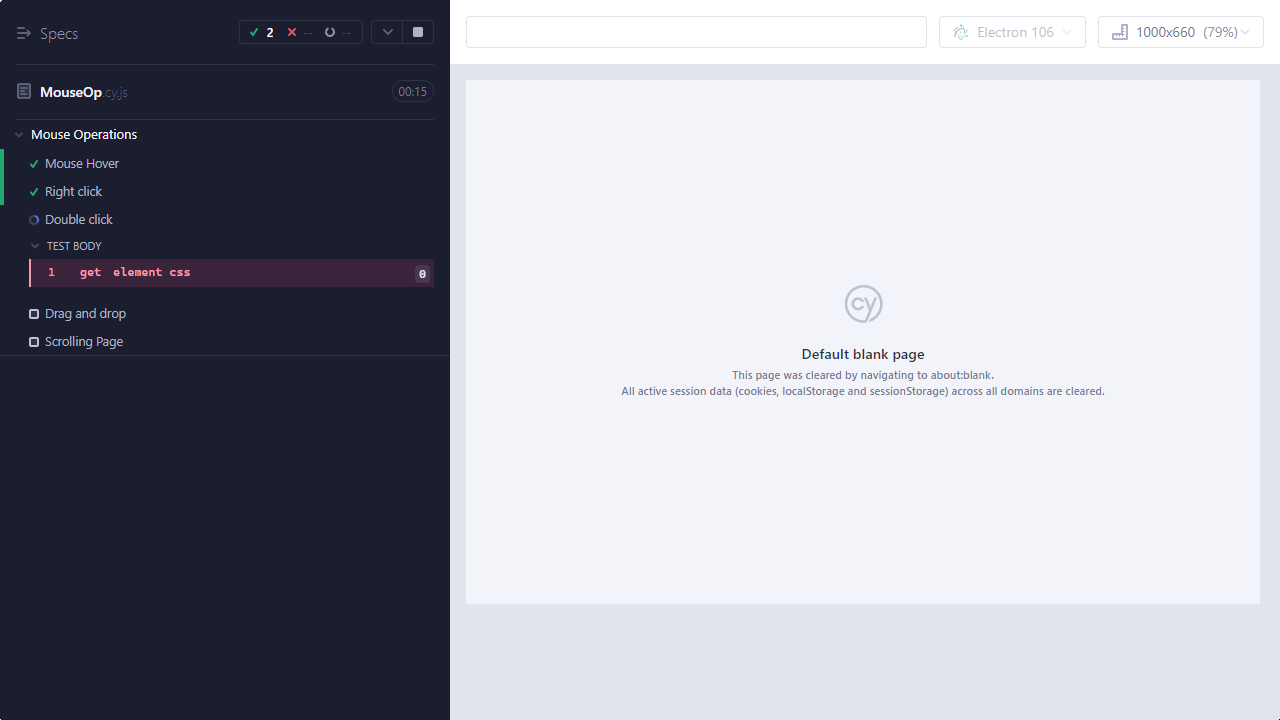 Specs
2
--
--
MouseOp.cy.js
00:15
Mouse Operations
Mouse Hover
Right click
Double click
TEST BODY
1 get element css 0
Drag and drop
Scrolling Page
Electron 106
1000x660 (79%)
cy
Default blank page
This page was cleared by navigating to about:blank.
All active session data (cookies, localStorage and sessionStorage) across all domains are cleared.